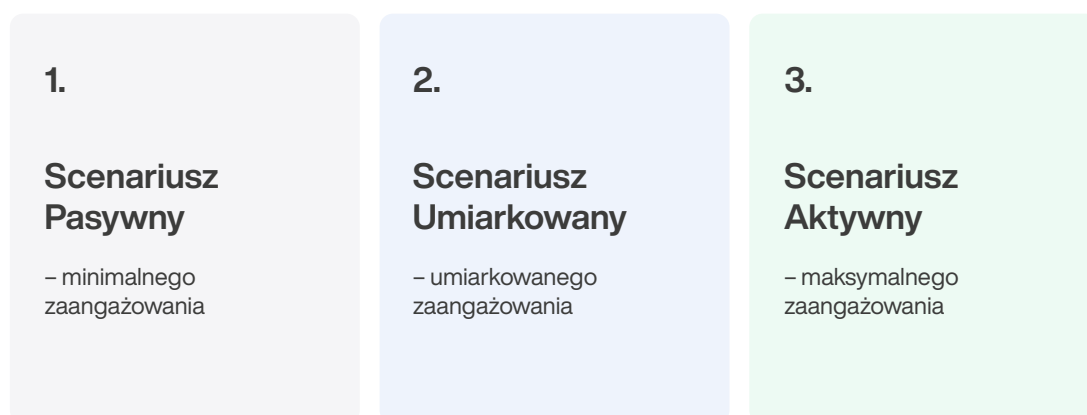 1.
Scenariusz
Pasywny
– minimalnego
zaangażowania
2.
Scenariusz
Umiarkowany
– umiarkowanego
zaangażowania
3.
Scenariusz
Aktywny
– maksymalnego
zaangażowania